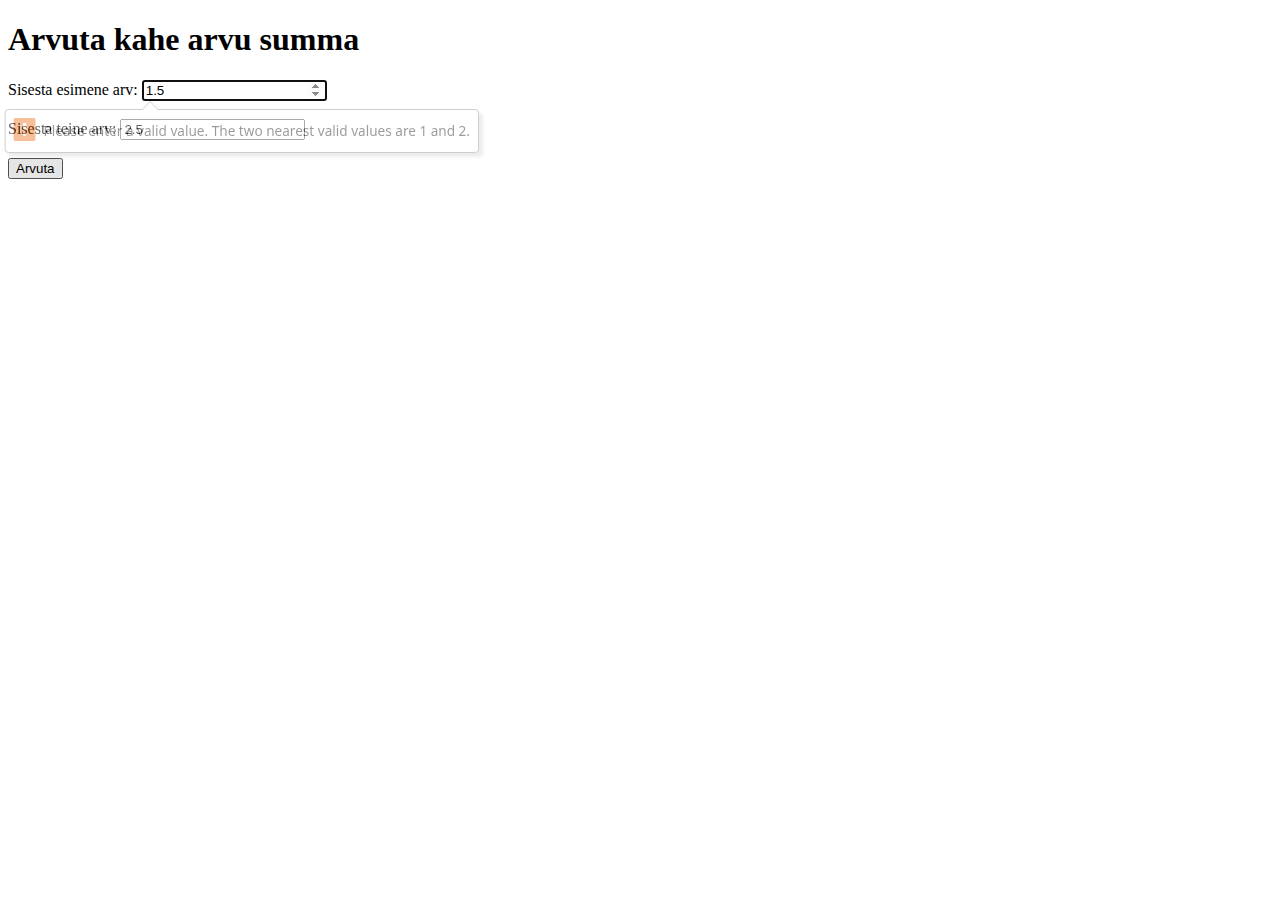 Arvuta kahe arvu summa
Sisesta esimene arv: 1.5
Sisesta teine arv: 2.5
Please enter a valid value. The two nearest valid values are 1 and 2.
Arvuta